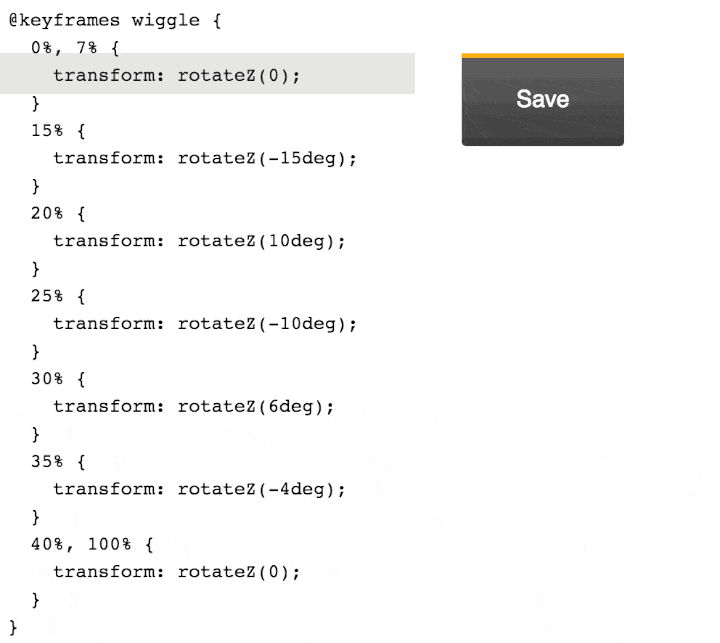 @keyframes wiggle {
  0%, 7% {
    transform: rotateZ(0);
  }
  15% {
    transform: rotateZ(-15deg);
  }
  20% {
    transform: rotateZ(10deg);
  }
  25% {
    transform: rotateZ(-10deg);
  }
  30% {
    transform: rotateZ(6deg);
  }
  35% {
    transform: rotateZ(-4deg);
  }
  40%, 100% {
    transform: rotateZ(0);
  }
}
Save